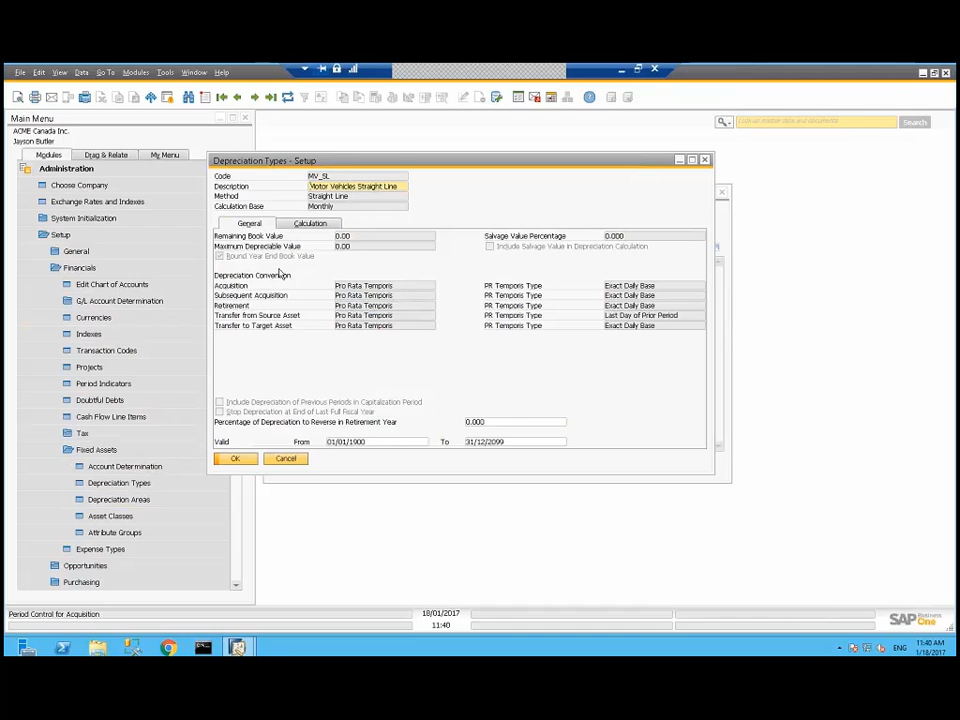 File Edit View Data Go To Modules Tools Window Help
Main Menu
ACME Canada Inc.
Jayson Butler
Modules Drag & Relate My Menu
Search
Administration
Choose Company
Exchange Rates and Indexes
System Initialization
Setup
General
Financials
Edit Chart of Accounts
G/L Account Determination
Currencies
Indexes
Transaction Codes
Projects
Period Indicators
Doubtful Debts
Cash Flow Line Items
Tax
Fixed Assets
Account Determination
Depreciation Types
Depreciation Areas
Asset Classes
Attribute Groups
Expense Types
Opportunities
Purchasing
Depreciation Types - Setup
Code MV_SL
Description Motor Vehicles Straight Line
Method Straight Line
Calculation Base Monthly
General Calculation
Remaining Book Value 0.00 Salvage Value Percentage 0.000
Maximum Depreciable Value 0.00 Include Salvage Value in Depreciation Calculation
Round Year End Book Value
Depreciation Convention
Acquisition Pro Rata Temporis PR Temporis Type Exact Daily Base
Subsequent Acquisition Pro Rata Temporis PR Temporis Type Exact Daily Base
Retirement Pro Rata Temporis PR Temporis Type Exact Daily Base
Transfer from Source Asset Pro Rata Temporis PR Temporis Type Last Day of Prior Period
Transfer to Target Asset Pro Rata Temporis PR Temporis Type Exact Daily Base
Include Depreciation of Previous Periods in Capitalization Period
Stop Depreciation at End of Last Full Fiscal Year
Percentage of Depreciation to Reverse in Retirement Year 0.000
Valid From 01/01/1900 To 31/12/2099
OK Cancel
Period Control for Acquisition 18/01/2017
11:40
SAP Business One
ENG 11:40 AM
1/18/2017